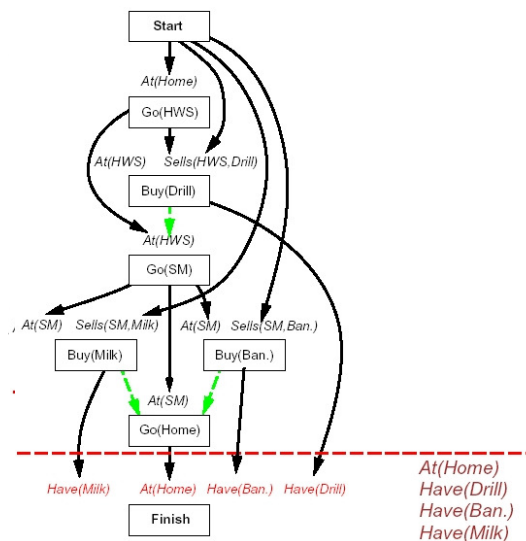 Start
At(Home)
Go(HWS)
At(HWS) Sells(HWS,Drill)
Buy(Drill)
At(HWS)
Go(SM)
At(SM) Sells(SM,Milk) At(SM) Sells(SM,Ban.)
Buy(Milk) Buy(Ban.)
At(SM)
Go(Home)
Have(Milk) At(Home) Have(Ban.) Have(Drill)
Finish
At(Home)
Have(Drill)
Have(Ban.)
Have(Milk)